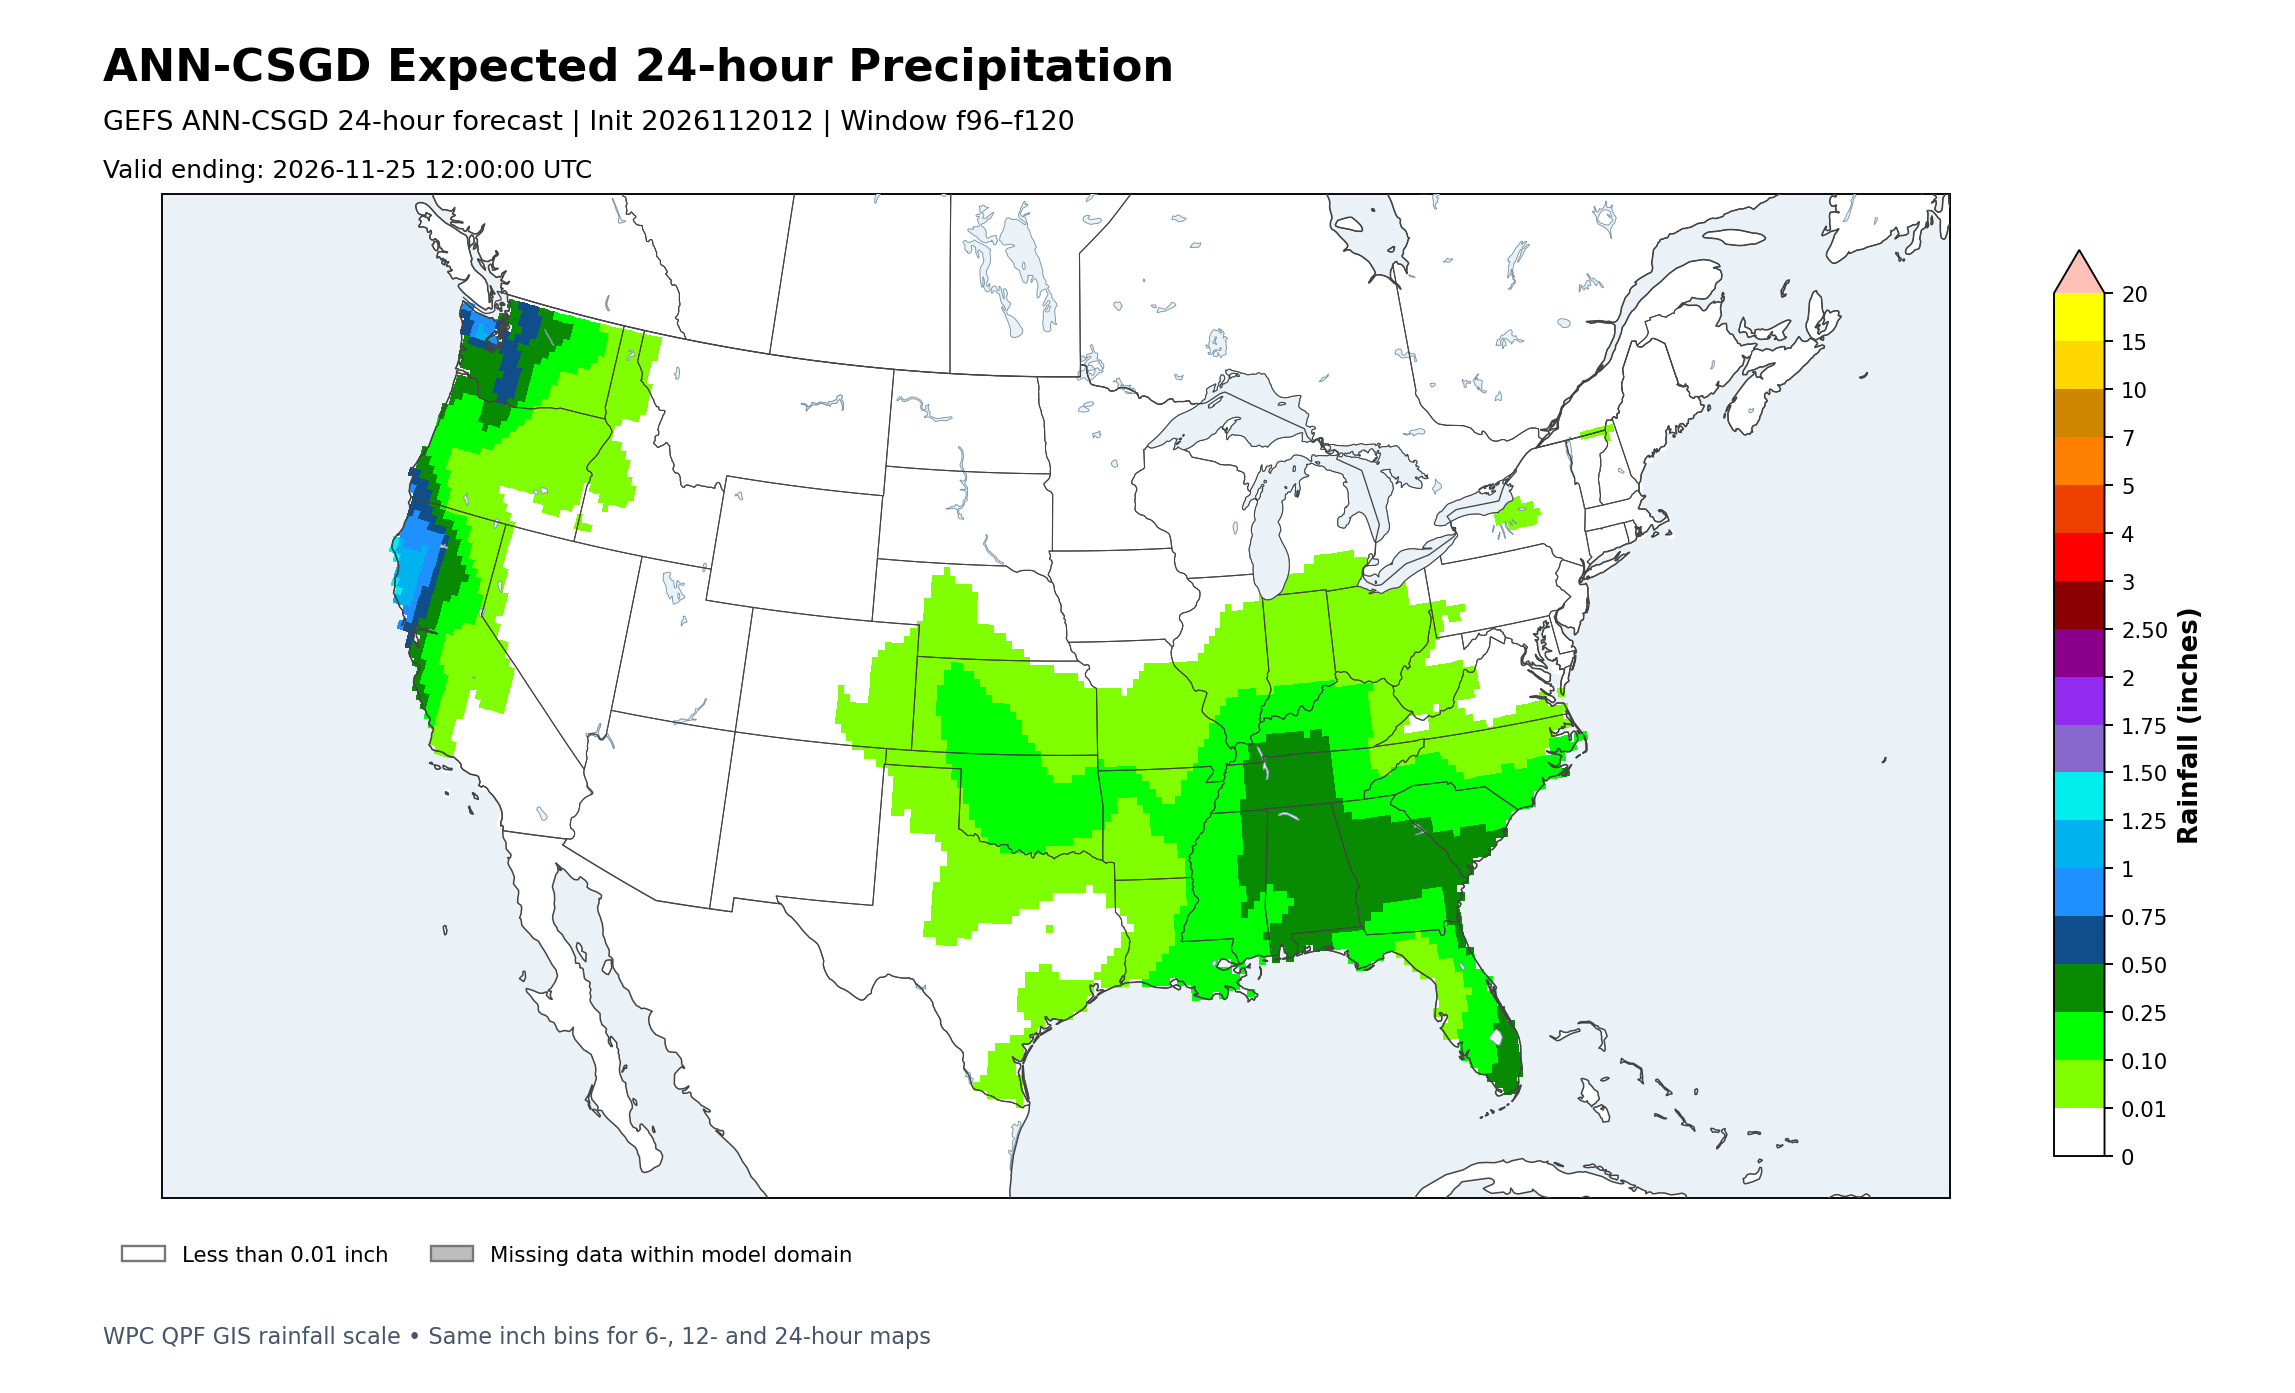 ANN-CSGD Expected 24-hour Precipitation
GEFS ANN-CSGD 24-hour forecast | Init 2026112012 | Window f96–f120
Valid ending: 2026-11-25 12:00:00 UTC
20
15
10
7
5
4
3
2.50
2
1.75
1.50
1.25
1
0.75
0.50
0.25
0.10
0.01
0
Rainfall (inches)
Less than 0.01 inch
Missing data within model domain
WPC QPF GIS rainfall scale • Same inch bins for 6-, 12- and 24-hour maps